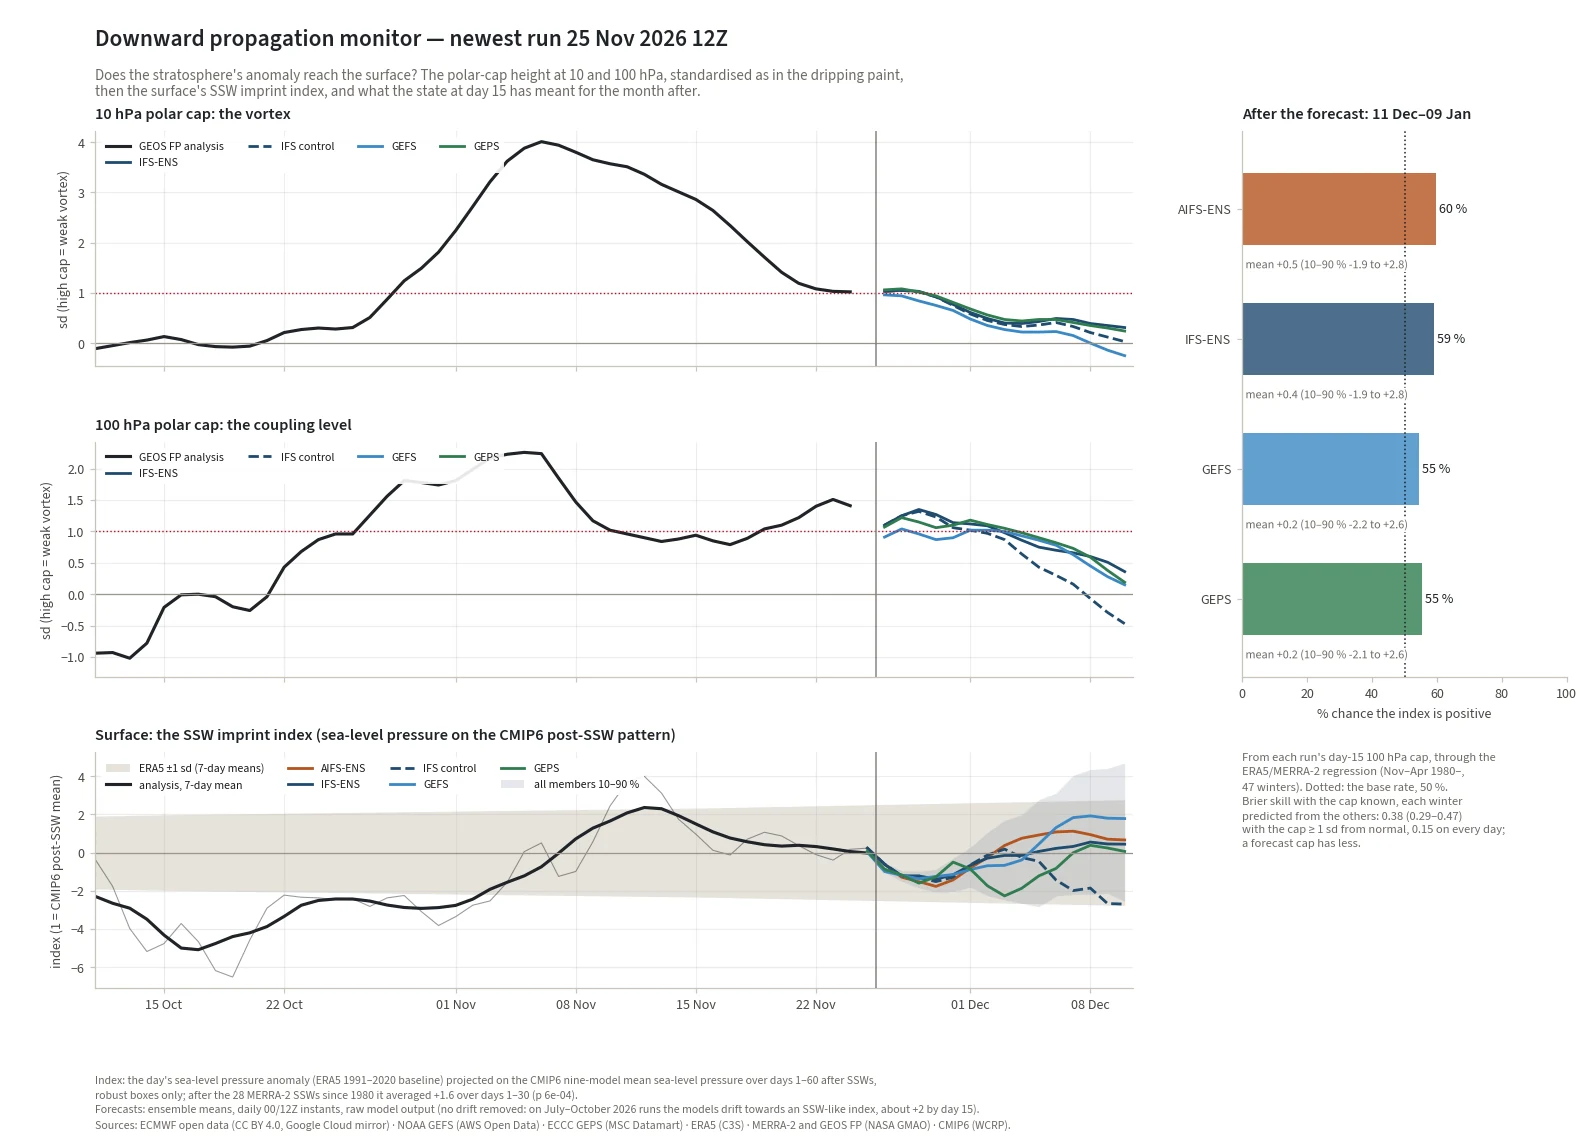 Downward propagation monitor — newest run 25 Nov 2026 12Z
Does the stratosphere's anomaly reach the surface? The polar-cap height at 10 and 100 hPa, standardised as in the dripping paint,
then the surface's SSW imprint index, and what the state at day 15 has meant for the month after.
10 hPa polar cap: the vortex
GEOS FP analysis
IFS control
GEFS
GEPS
IFS-ENS
sd (high cap = weak vortex)
4
3
2
1
0
100 hPa polar cap: the coupling level
GEOS FP analysis
IFS control
GEFS
GEPS
IFS-ENS
sd (high cap = weak vortex)
2.0
1.5
1.0
0.5
0.0
−0.5
−1.0
Surface: the SSW imprint index (sea-level pressure on the CMIP6 post-SSW pattern)
ERA5 ±1 sd (7-day means)
AIFS-ENS
IFS control
GEPS
analysis, 7-day mean
IFS-ENS
GEFS
all members 10–90 %
index (1 = CMIP6 post-SSW mean)
4
2
0
−2
−4
−6
15 Oct
22 Oct
01 Nov
08 Nov
15 Nov
22 Nov
01 Dec
08 Dec
After the forecast: 11 Dec–09 Jan
AIFS-ENS
60 %
mean +0.5 (10–90 % -1.9 to +2.8)
IFS-ENS
59 %
mean +0.4 (10–90 % -1.9 to +2.8)
GEFS
55 %
mean +0.2 (10–90 % -2.2 to +2.6)
GEPS
55 %
mean +0.2 (10–90 % -2.1 to +2.6)
0
20
40
60
80
100
% chance the index is positive
From each run's day-15 100 hPa cap, through the
ERA5/MERRA-2 regression (Nov–Apr 1980–,
47 winters). Dotted: the base rate, 50 %.
Brier skill with the cap known, each winter
predicted from the others: 0.38 (0.29–0.47)
with the cap ≥ 1 sd from normal, 0.15 on every day;
a forecast cap has less.
Index: the day's sea-level pressure anomaly (ERA5 1991–2020 baseline) projected on the CMIP6 nine-model mean sea-level pressure over days 1–60 after SSWs,
robust boxes only; after the 28 MERRA-2 SSWs since 1980 it averaged +1.6 over days 1–30 (p 6e-04).
Forecasts: ensemble means, daily 00/12Z instants, raw model output (no drift removed: on July–October 2026 runs the models drift towards an SSW-like index, about +2 by day 15).
Sources: ECMWF open data (CC BY 4.0, Google Cloud mirror) · NOAA GEFS (AWS Open Data) · ECCC GEPS (MSC Datamart) · ERA5 (C3S) · MERRA-2 and GEOS FP (NASA GMAO) · CMIP6 (WCRP).